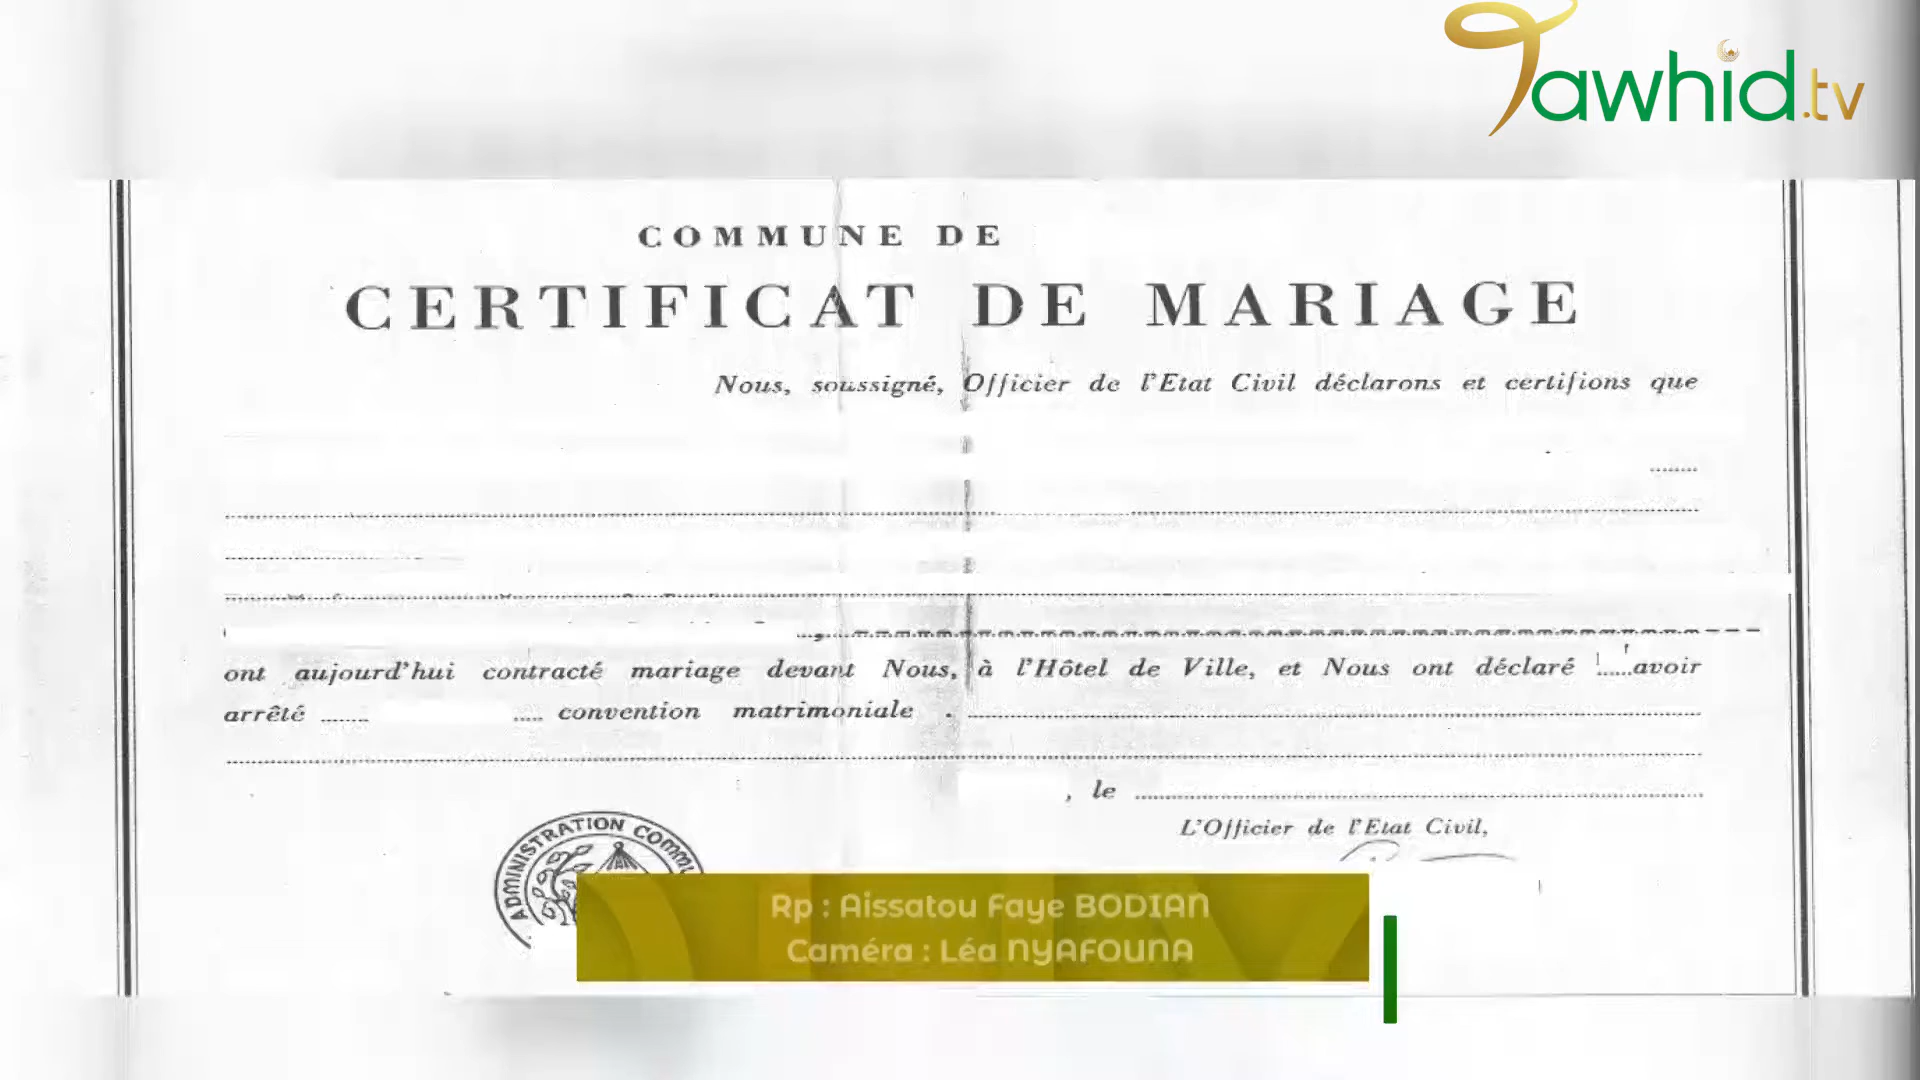 Tawhid.tv
COMMUNE DE
CERTIFICAT DE MARIAGE
Nous, soussigné, Officier de l'Etat Civil déclarons et certifions que
ont aujourd'hui contracté mariage devant Nous, à l'Hôtel de Ville, et Nous ont déclaré ......avoir
arrêté ....... ..... convention matrimoniale .
, le
L'Officier de l'Etat Civil,
ADMINISTRATION COMMU
Rp : Aissatou Faye BODIAN
Caméra : Léa NYAFOUNA